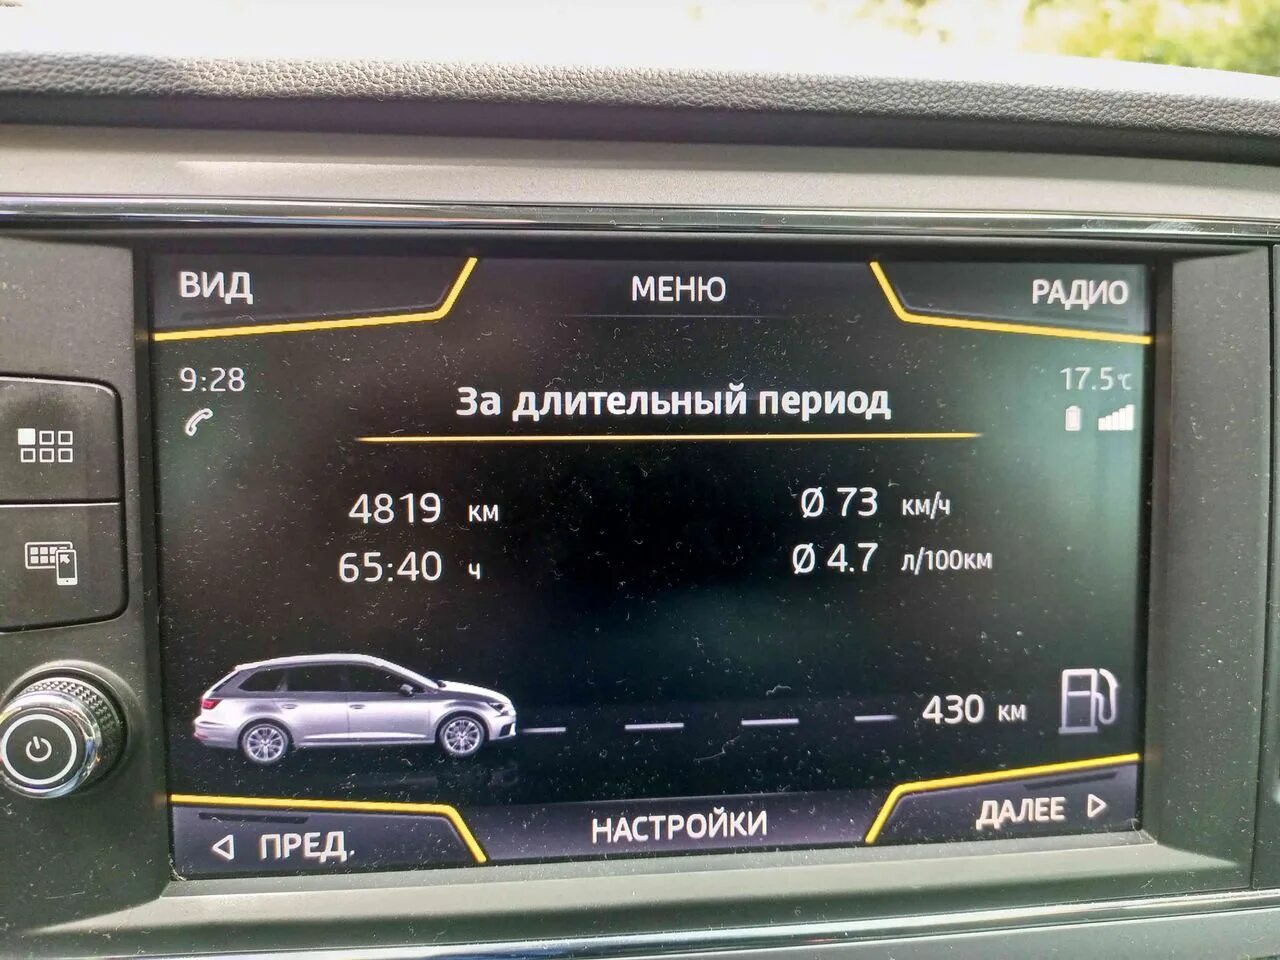 ВИД МЕНЮ РАДИО
9:28 17.5°C
За длительный период
4819 км Ø 73 км/ч
65:40 ч Ø 4.7 л/100км
430 км
ПРЕД. НАСТРОЙКИ ДАЛЕЕ